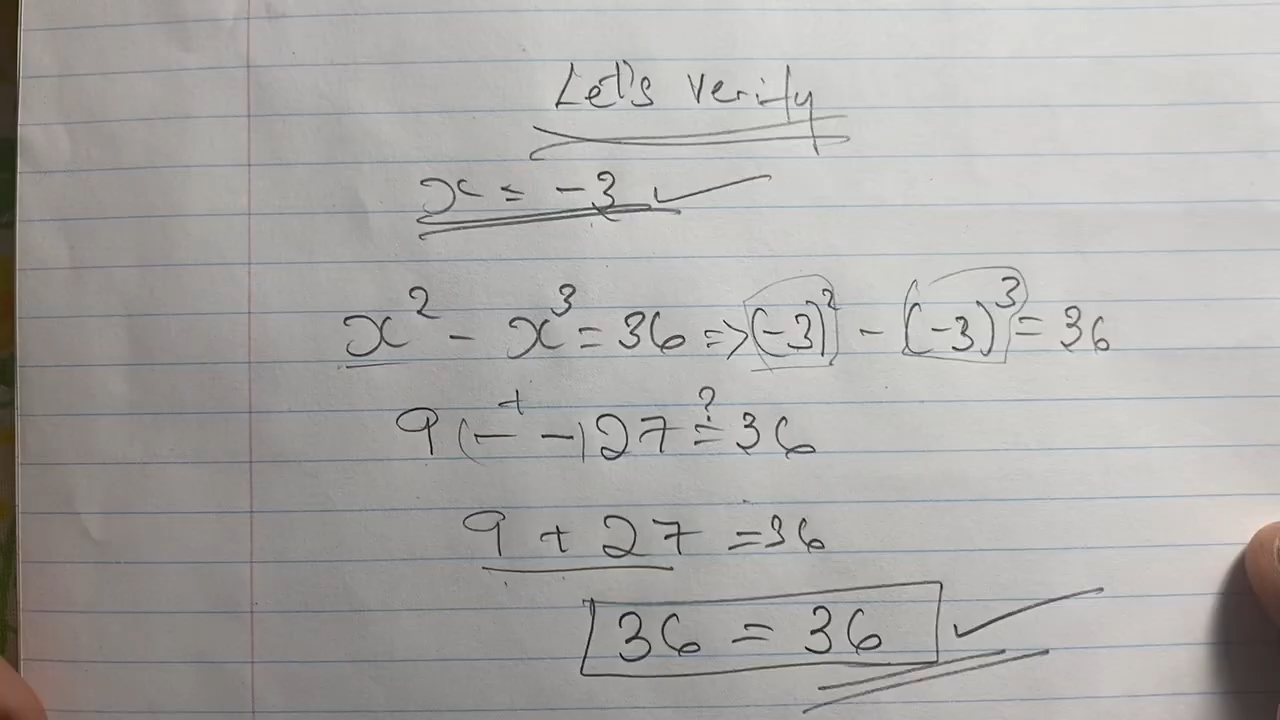 Let's verify
x = -3 ✓
x² - x³ = 36 => (-3)² - (-3)³ = 36
+ ?
9 (- -) 27 = 36
9 + 27 = 36
36 = 36 ✓